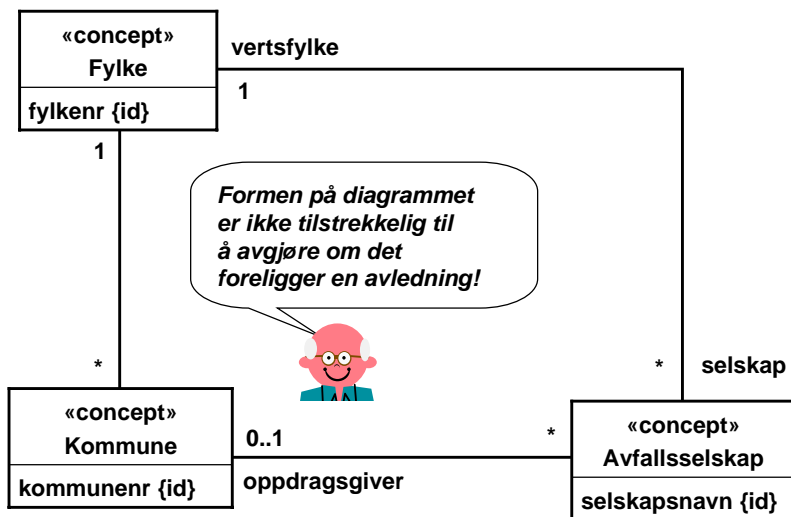 «concept»
Fylke
fylkenr {id}
vertsfylke
1
1
Formen på diagrammet
er ikke tilstrekkelig til
å avgjøre om det
foreligger en avledning!
*
* selskap
«concept»
Kommune
kommunenr {id}
0..1 *
oppdragsgiver
«concept»
Avfallsselskap
selskapsnavn {id}